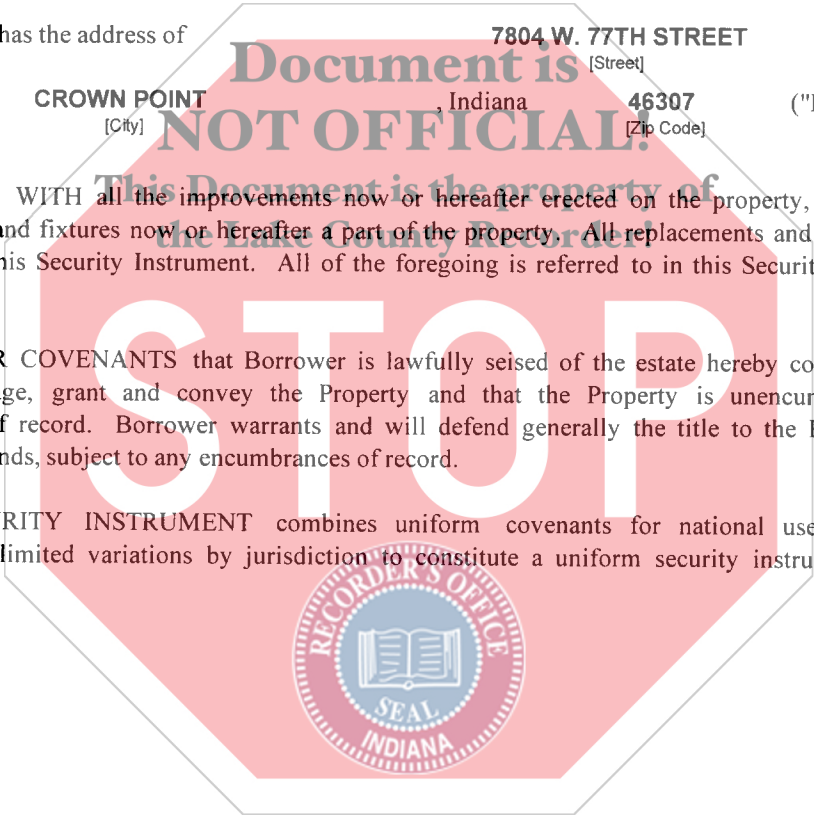 has the address of 7804 W. 77TH STREET
[Street]
Document is
CROWN POINT , Indiana 46307
[City] [Zip Code]
NOT OFFICIAL!
WITH all the improvements now or hereafter erected on the property,
This Document is the property of
and fixtures now or hereafter a part of the property. All replacements and
the Lake County Recorder!
his Security Instrument. All of the foregoing is referred to in this Securit
R COVENANTS that Borrower is lawfully seised of the estate hereby co
ge, grant and convey the Property and that the Property is unencum
f record. Borrower warrants and will defend generally the title to the
nds, subject to any encumbrances of record.
STOP
URITY INSTRUMENT combines uniform covenants for national use
limited variations by jurisdiction to constitute a uniform security instru
RECORDER'S OFFICE
SEAL
INDIANA